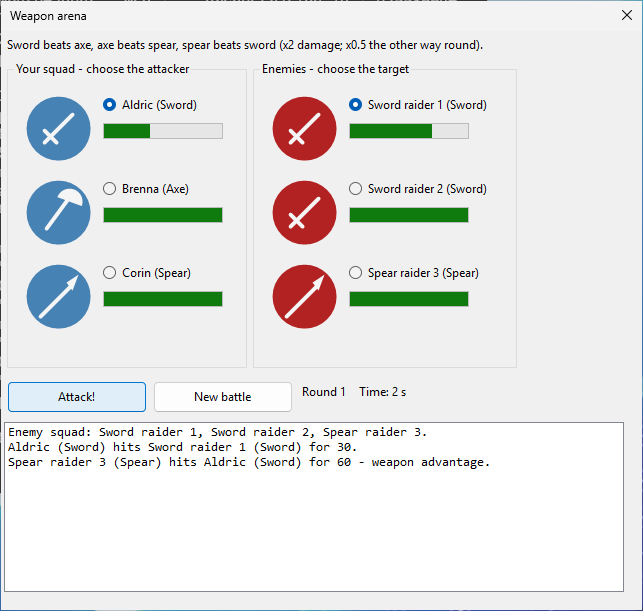 Weapon arena
Sword beats axe, axe beats spear, spear beats sword (x2 damage; x0.5 the other way round).
Your squad - choose the attacker
Aldric (Sword)
Brenna (Axe)
Corin (Spear)
Enemies - choose the target
Sword raider 1 (Sword)
Sword raider 2 (Sword)
Spear raider 3 (Spear)
Attack!
New battle
Round 1
Time: 2 s
Enemy squad: Sword raider 1, Sword raider 2, Spear raider 3.
Aldric (Sword) hits Sword raider 1 (Sword) for 30.
Spear raider 3 (Spear) hits Aldric (Sword) for 60 - weapon advantage.